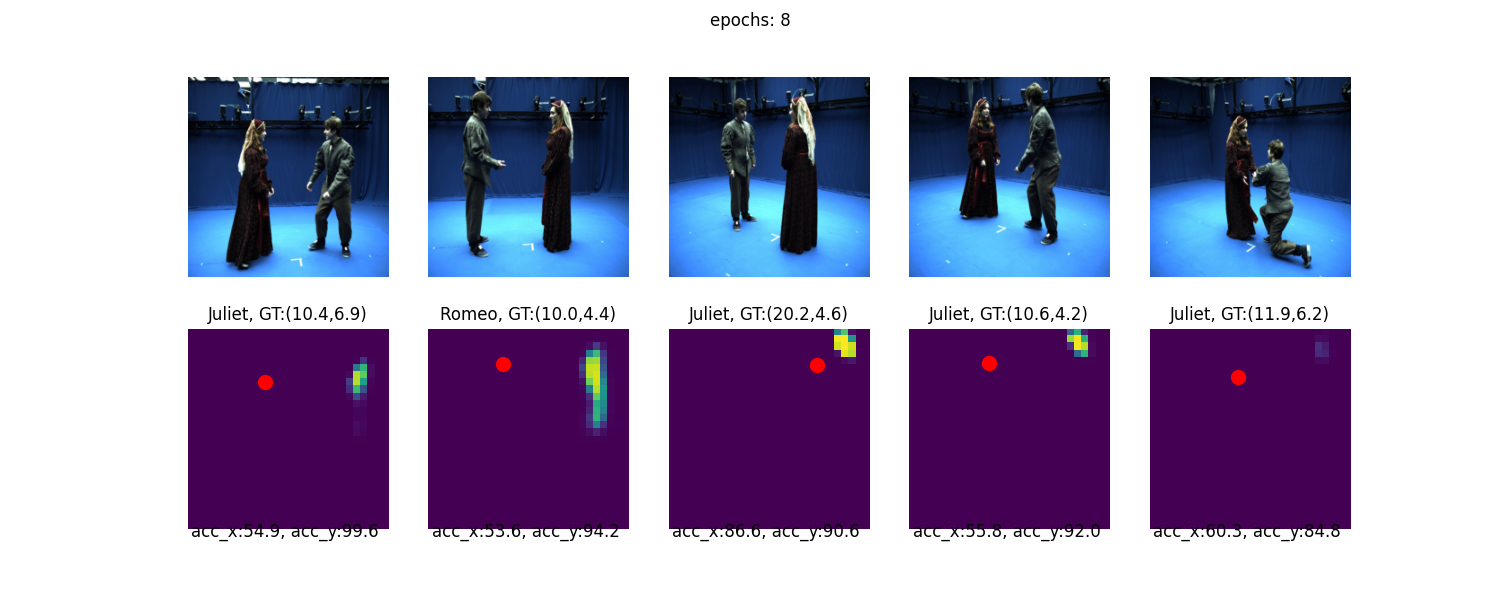 epochs: 8
Juliet, GT:(10.4,6.9)
Romeo, GT:(10.0,4.4)
Juliet, GT:(20.2,4.6)
Juliet, GT:(10.6,4.2)
Juliet, GT:(11.9,6.2)
acc_x:54.9, acc_y:99.6
acc_x:53.6, acc_y:94.2
acc_x:86.6, acc_y:90.6
acc_x:55.8, acc_y:92.0
acc_x:60.3, acc_y:84.8